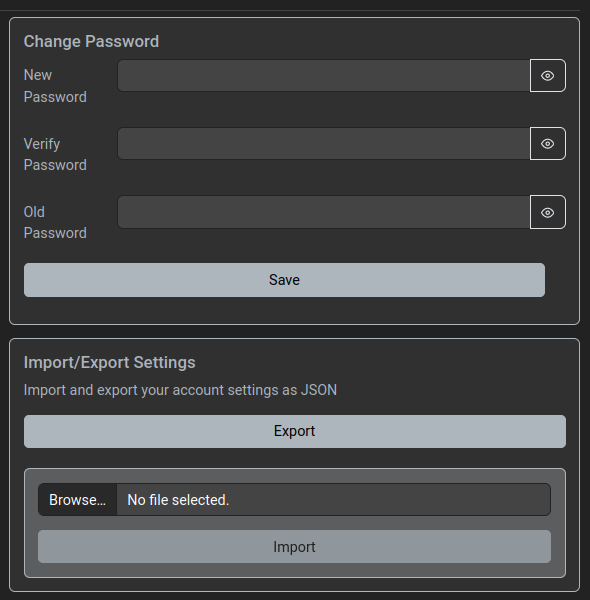 Change Password
New
Password
Verify
Password
Old
Password
Save
Import/Export Settings
Import and export your account settings as JSON
Export
Browse... No file selected.
Import